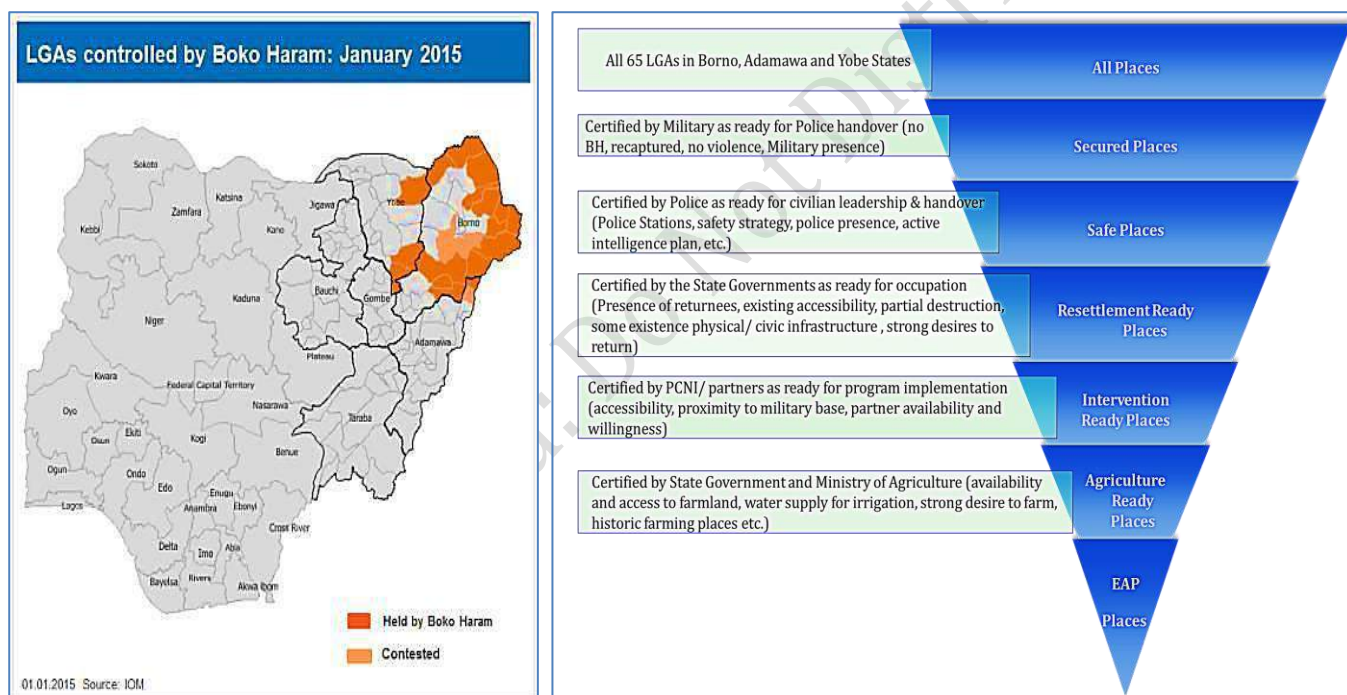 LGAs controlled by Boko Haram: January 2015
Sokoto
Kebbi
Zamfara
Katsina
Kano
Jigawa
Yobe
Borno
Kaduna
Bauchi
Gombe
Niger
Adamawa
Plateau
Kwara
Federal Capital Territory
Nasarawa
Taraba
Oyo
Osun
Ekiti
Kogi
Benue
Ogun
Ondo
Edo
Enugu
Lagos
Anambra
Ebonyi
Cross River
Delta
Imo
Abia
Bayelsa
Rivers
Akwa Ibom
Held by Boko Haram
Contested
01.01.2015 Source: IOM
All 65 LGAs in Borno, Adamawa and Yobe States
All Places
Certified by Military as ready for Police handover (no
BH, recaptured, no violence, Military presence)
Secured Places
Certified by Police as ready for civilian leadership & handover
(Police Stations, safety strategy, police presence, active
intelligence plan, etc.)
Safe Places
Certified by the State Governments as ready for occupation
(Presence of returnees, existing accessibility, partial destruction,
some existence physical/ civic infrastructure , strong desires to
return)
Resettlement Ready
Places
Certified by PCNI/ partners as ready for program implementation
(accessibility, proximity to military base, partner availability and
willingness)
Intervention
Ready Places
Certified by State Government and Ministry of Agriculture (availability
and access to farmland, water supply for irrigation, strong desire to farm,
historic farming places etc.)
Agriculture
Ready
Places
EAP
Places
Do Not